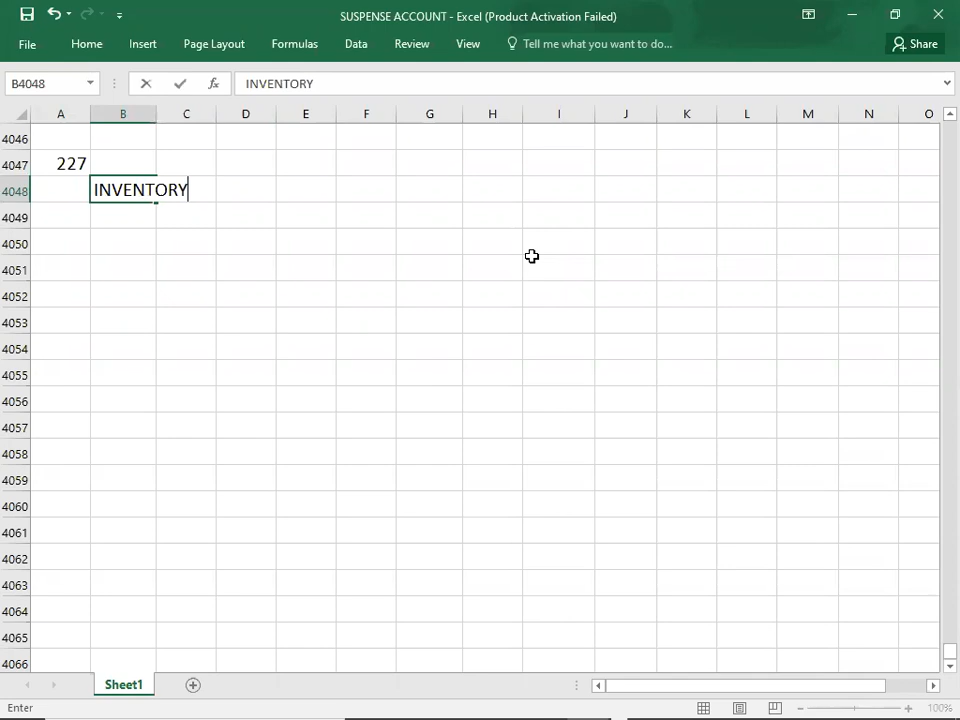 SUSPENSE ACCOUNT - Excel (Product Activation Failed)
File Home Insert Page Layout Formulas Data Review View Tell me what you want to do... Share
B4048 fx INVENTORY
A B C D E F G H I J K L M N O
4046
4047 227
4048 INVENTORY
4049
4050
4051
4052
4053
4054
4055
4056
4057
4058
4059
4060
4061
4062
4063
4064
4065
4066
Sheet1
Enter 100%